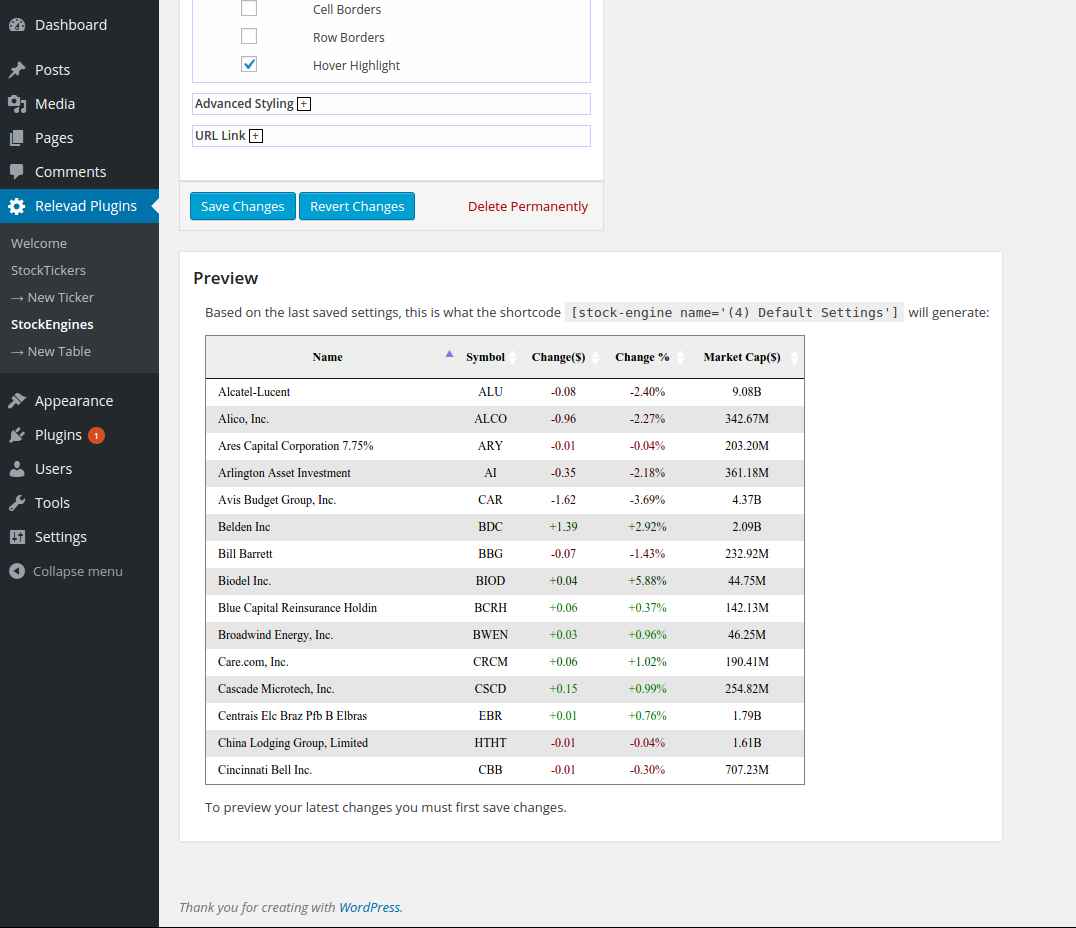 Dashboard
Posts
Media
Pages
Comments
Relevad Plugins
Welcome
StockTickers
→ New Ticker
StockEngines
→ New Table
Appearance
Plugins 1
Users
Tools
Settings
Collapse menu
Cell Borders
Row Borders
Hover Highlight
Advanced Styling +
URL Link +
Save Changes Revert Changes Delete Permanently
Preview
Based on the last saved settings, this is what the shortcode [stock-engine name='(4) Default Settings'] will generate:
Name Symbol Change($) Change % Market Cap($)
Alcatel-Lucent ALU -0.08 -2.40% 9.08B
Alico, Inc. ALCO -0.96 -2.27% 342.67M
Ares Capital Corporation 7.75% ARY -0.01 -0.04% 203.20M
Arlington Asset Investment AI -0.35 -2.18% 361.18M
Avis Budget Group, Inc. CAR -1.62 -3.69% 4.37B
Belden Inc BDC +1.39 +2.92% 2.09B
Bill Barrett BBG -0.07 -1.43% 232.92M
Biodel Inc. BIOD +0.04 +5.88% 44.75M
Blue Capital Reinsurance Holdin BCRH +0.06 +0.37% 142.13M
Broadwind Energy, Inc. BWEN +0.03 +0.96% 46.25M
Care.com, Inc. CRCM +0.06 +1.02% 190.41M
Cascade Microtech, Inc. CSCD +0.15 +0.99% 254.82M
Centrais Elc Braz Pfb B Elbras EBR +0.01 +0.76% 1.79B
China Lodging Group, Limited HTHT -0.01 -0.04% 1.61B
Cincinnati Bell Inc. CBB -0.01 -0.30% 707.23M
To preview your latest changes you must first save changes.
Thank you for creating with WordPress.